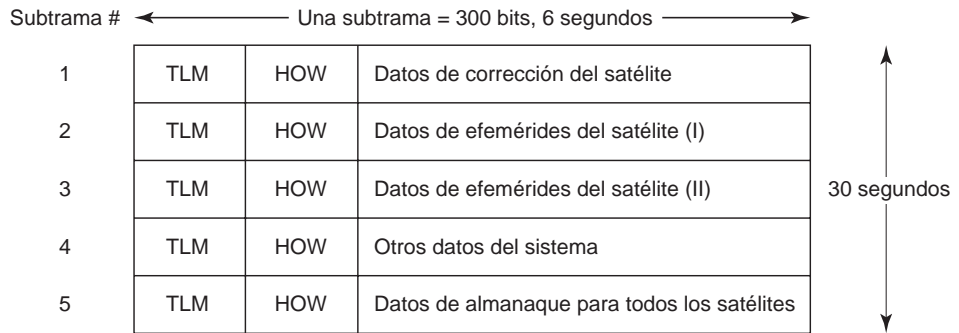 Subtrama # Una subtrama = 300 bits, 6 segundos
1 TLM HOW Datos de corrección del satélite
2 TLM HOW Datos de efemérides del satélite (I)
3 TLM HOW Datos de efemérides del satélite (II) 30 segundos
4 TLM HOW Otros datos del sistema
5 TLM HOW Datos de almanaque para todos los satélites